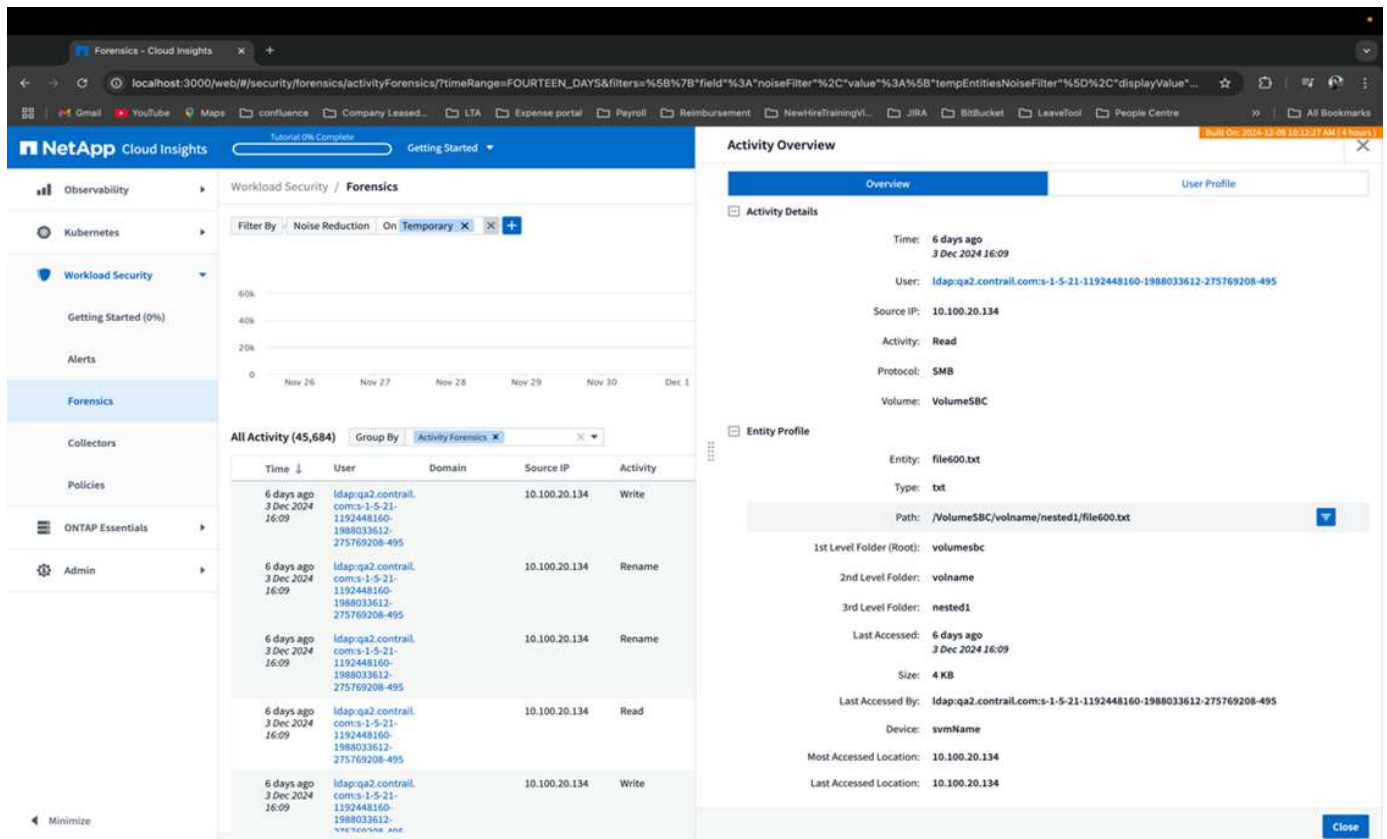 Forensics - Cloud Insights
localhost:3000/web/#/security/forensics/activityForensics/?timeRange=FOURTEEN_DAYS&filters=%5B%7B"field"%3A"noiseFilter"%2C"value"%3A%5B"tempEntitiesNoiseFilter"%5D%2C"displayValue"...
Gmail YouTube Maps confluence Company Leased... LTA Expense portal Payroll Reimbursement NewHireTrainingVi... JIRA BitBucket LeaveTool People Centre » All Bookmarks
Built On: 2024-12-09 10:12:27 AM ( 4 hours )
NetApp Cloud Insights
Tutorial 0% Complete
Getting Started
Observability
Kubernetes
Workload Security
Getting Started (0%)
Alerts
Forensics
Collectors
Policies
ONTAP Essentials
Admin
Minimize
Workload Security / Forensics
Filter By Noise Reduction On Temporary X X +
60k
40k
20k
0
Nov 26 Nov 27 Nov 28 Nov 29 Nov 30 Dec 1
All Activity (45,684) Group By Activity Forensics X
Time ↓ User Domain Source IP Activity
6 days ago ldap:qa2.contrail. 10.100.20.134 Write
3 Dec 2024 com:s-1-5-21-
16:09 1192448160-
1988033612-
275769208-495
6 days ago ldap:qa2.contrail. 10.100.20.134 Rename
3 Dec 2024 com:s-1-5-21-
16:09 1192448160-
1988033612-
275769208-495
6 days ago ldap:qa2.contrail. 10.100.20.134 Rename
3 Dec 2024 com:s-1-5-21-
16:09 1192448160-
1988033612-
275769208-495
6 days ago ldap:qa2.contrail. 10.100.20.134 Read
3 Dec 2024 com:s-1-5-21-
16:09 1192448160-
1988033612-
275769208-495
6 days ago ldap:qa2.contrail. 10.100.20.134 Write
3 Dec 2024 com:s-1-5-21-
16:09 1192448160-
1988033612-
275769208-495
Activity Overview
Overview User Profile
Activity Details
Time: 6 days ago
3 Dec 2024 16:09
User: ldap:qa2.contrail.com:s-1-5-21-1192448160-1988033612-275769208-495
Source IP: 10.100.20.134
Activity: Read
Protocol: SMB
Volume: VolumeSBC
Entity Profile
Entity: file600.txt
Type: txt
Path: /VolumeSBC/volname/nested1/file600.txt
1st Level Folder (Root): volumesbc
2nd Level Folder: volname
3rd Level Folder: nested1
Last Accessed: 6 days ago
3 Dec 2024 16:09
Size: 4 KB
Last Accessed By: ldap:qa2.contrail.com:s-1-5-21-1192448160-1988033612-275769208-495
Device: svmName
Most Accessed Location: 10.100.20.134
Last Accessed Location: 10.100.20.134
Close